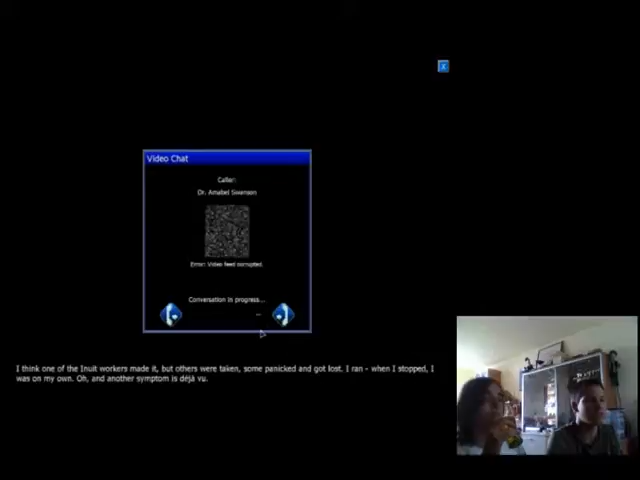 X
Video Chat
Caller:
Dr. Amabel Swanson
Error: Video feed corrupted.
Conversation in progress...
...
I think one of the Inuit workers made it, but others were taken, some panicked and got lost. I ran - when I stopped, I
was on my own. Oh, and another symptom is déjà vu.